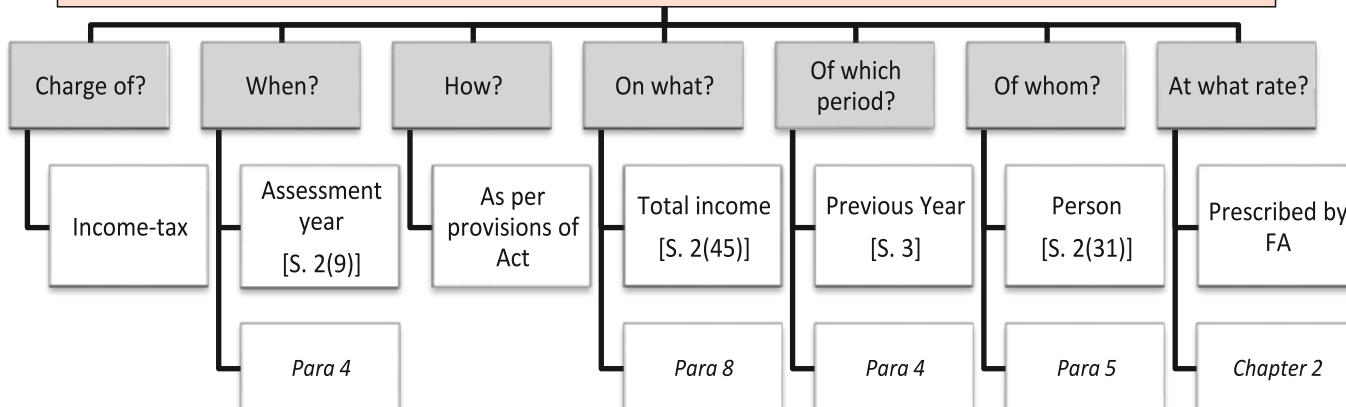 Charge of?
When?
How?
On what?
Of which
period?
Of whom?
At what rate?
Income-tax
Assessment
year
[S. 2(9)]
As per
provisions of
Act
Total income
[S. 2(45)]
Previous Year
[S. 3]
Person
[S. 2(31)]
Prescribed by
FA
Para 4
Para 8
Para 4
Para 5
Chapter 2